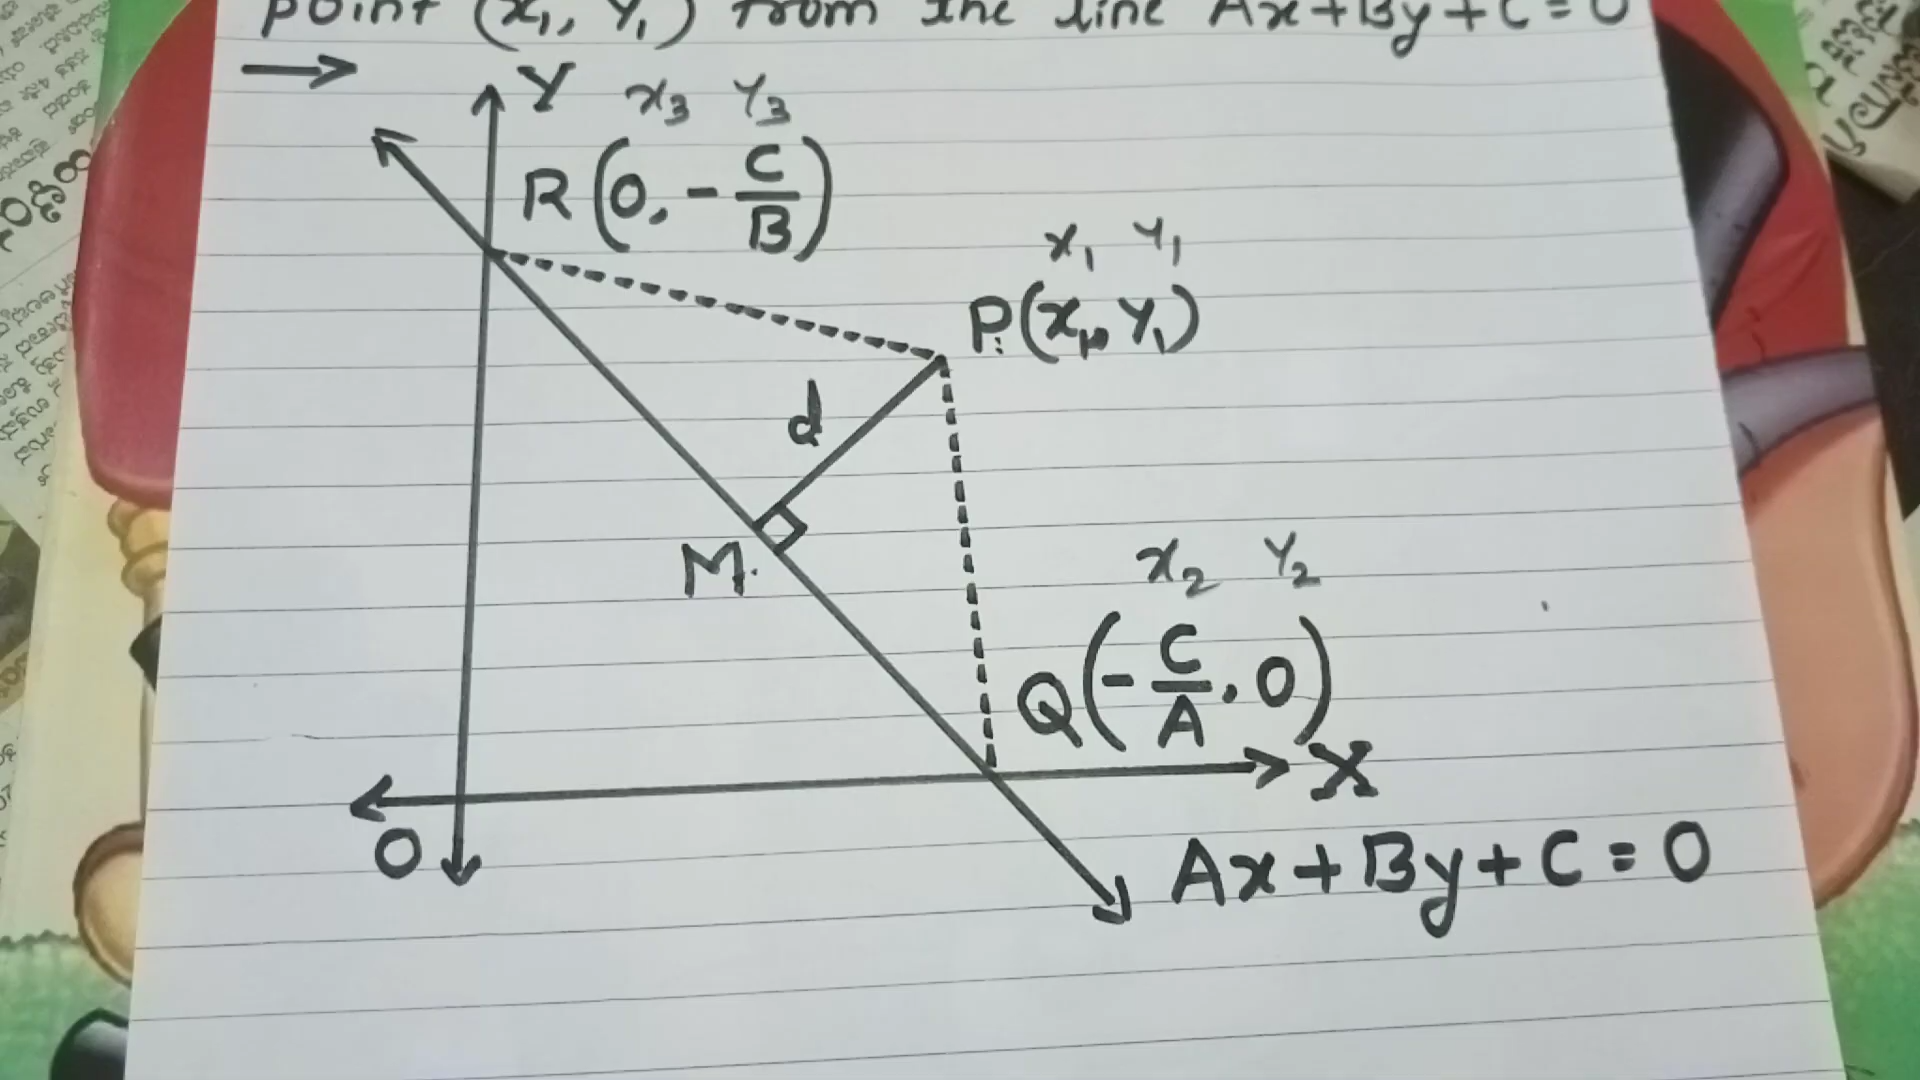 point (x₁, y₁) from the line Ax+By+C=0
Y
x₃ y₃
R(0, -C/B)
x₁ y₁
P(x₁, y₁)
d
M
x₂ y₂
Q(-C/A, 0)
X
O
Ax+By+C=0